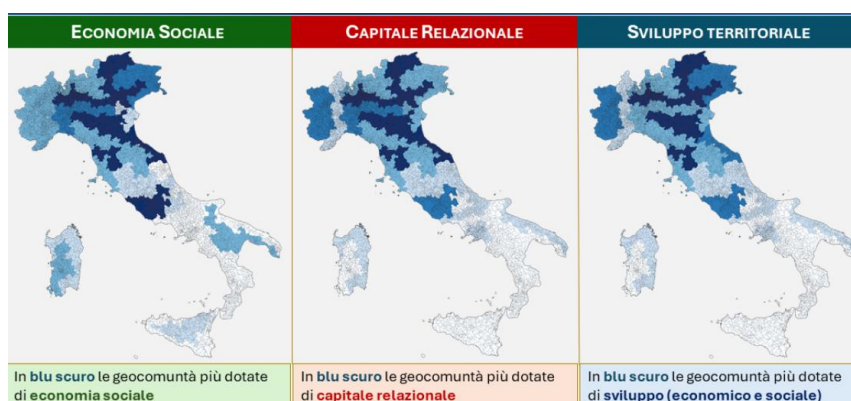 ECONOMIA SOCIALE
CAPITALE RELAZIONALE
SVILUPPO TERRITORIALE
In blu scuro le geocomuntà più dotate
di economia sociale
In blu scuro le geocomuntà più dotate
di capitale relazionale
In blu scuro le geocomuntà più dotate
di sviluppo (economico e sociale)